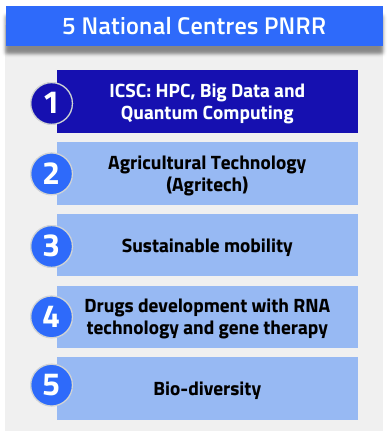 5 National Centres PNRR
1
ICSC: HPC, Big Data and
Quantum Computing
2
Agricultural Technology
(Agritech)
3
Sustainable mobility
4
Drugs development with RNA
technology and gene therapy
5
Bio-diversity